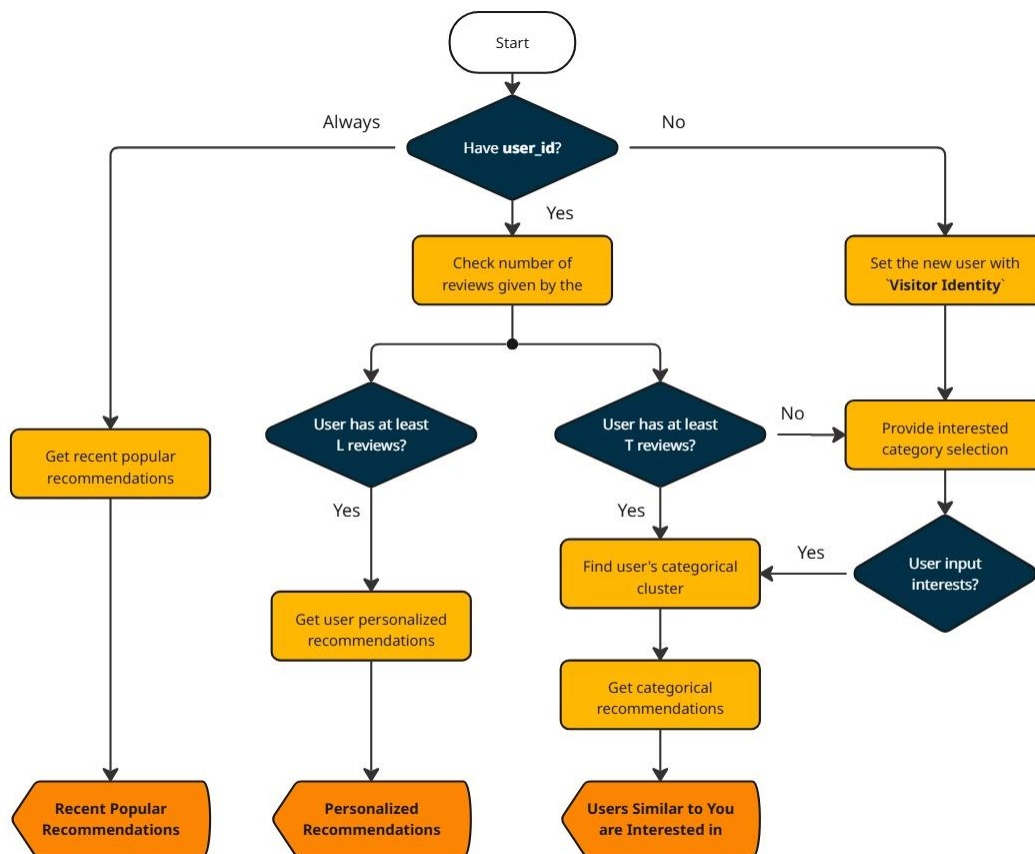 Start
Always
No
Have user_id?
Yes
Check number of
reviews given by the
Set the new user with
`Visitor Identity`
User has at least
L reviews?
User has at least
T reviews?
No
Provide interested
category selection
Get recent popular
recommendations
Yes
Yes
Find user's categorical
cluster
Yes
User input
interests?
Get user personalized
recommendations
Get categorical
recommendations
Recent Popular
Recommendations
Personalized
Recommendations
Users Similar to You
are Interested in